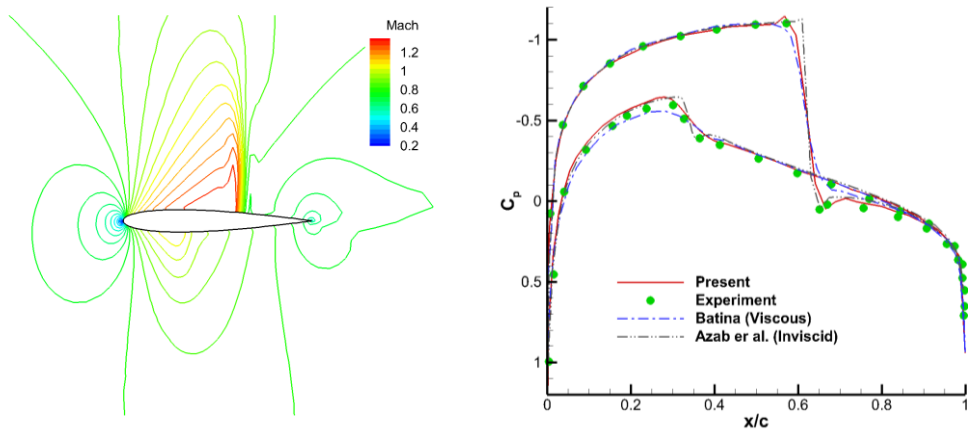 Mach
1.2
1
0.8
0.6
0.4
0.2
-1
-0.5
0
0.5
1
Cp
Present
Experiment
Batina (Viscous)
Azab er al. (Inviscid)
0
0.2
0.4
0.6
0.8
1
x/c